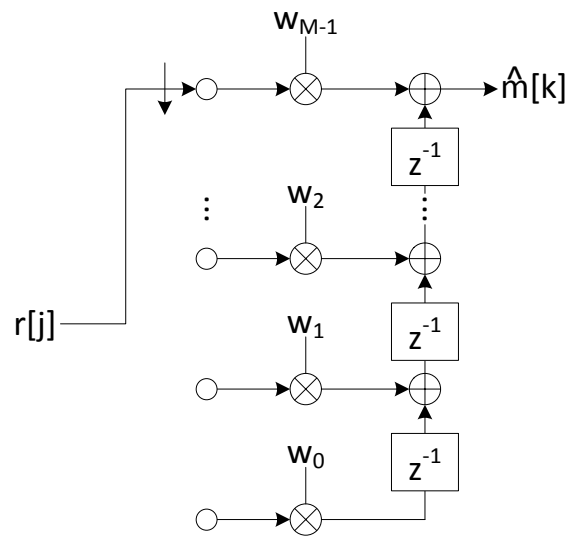 w_{M-1}
m̂[k]
z^{-1}
⋮
w_2
⋮
z^{-1}
r[j]
w_1
z^{-1}
w_0